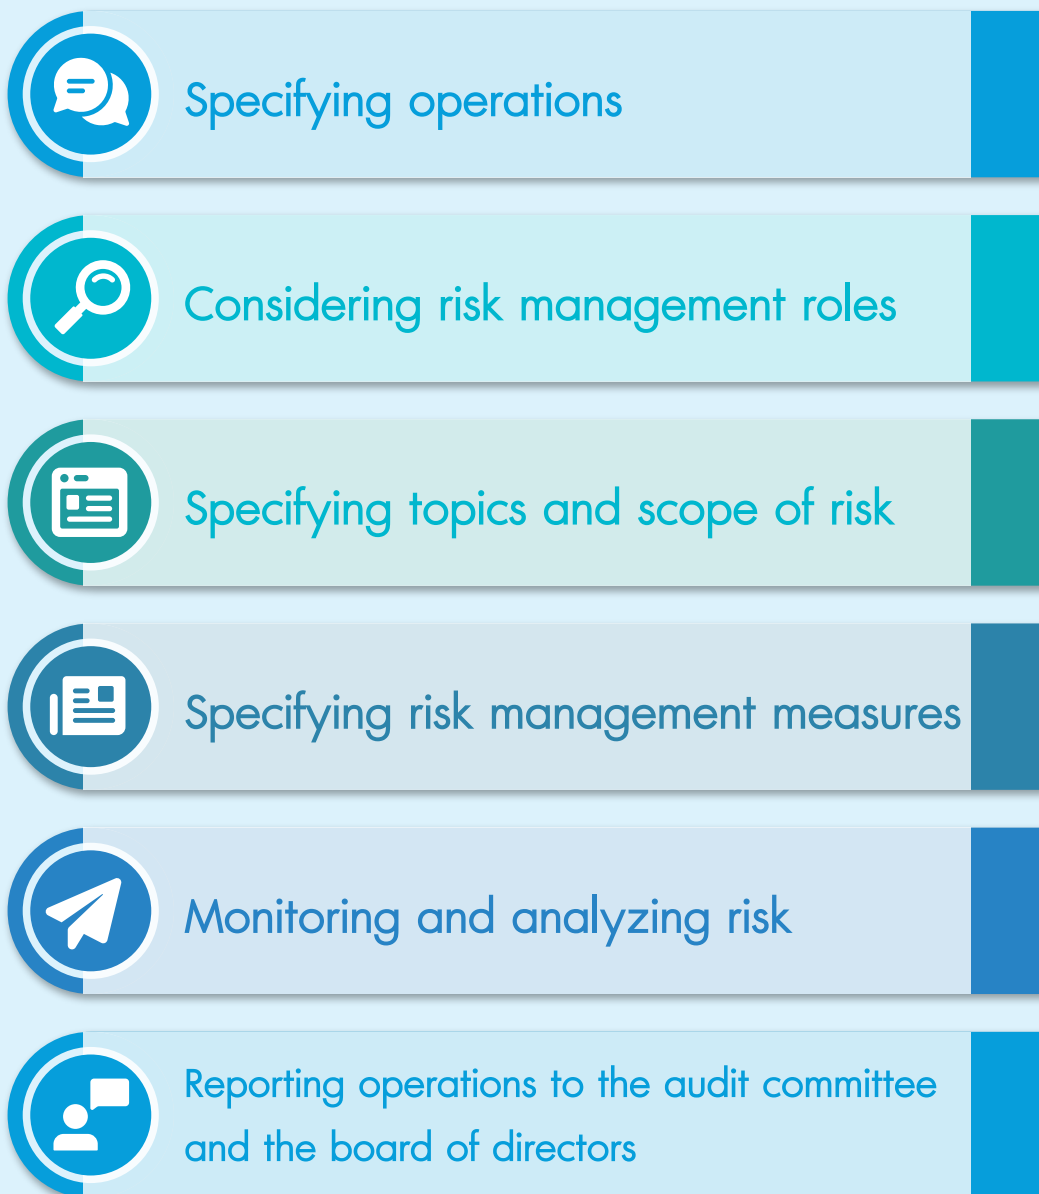 Specifying operations
Considering risk management roles
Specifying topics and scope of risk
Specifying risk management measures
Monitoring and analyzing risk
Reporting operations to the audit committee
and the board of directors